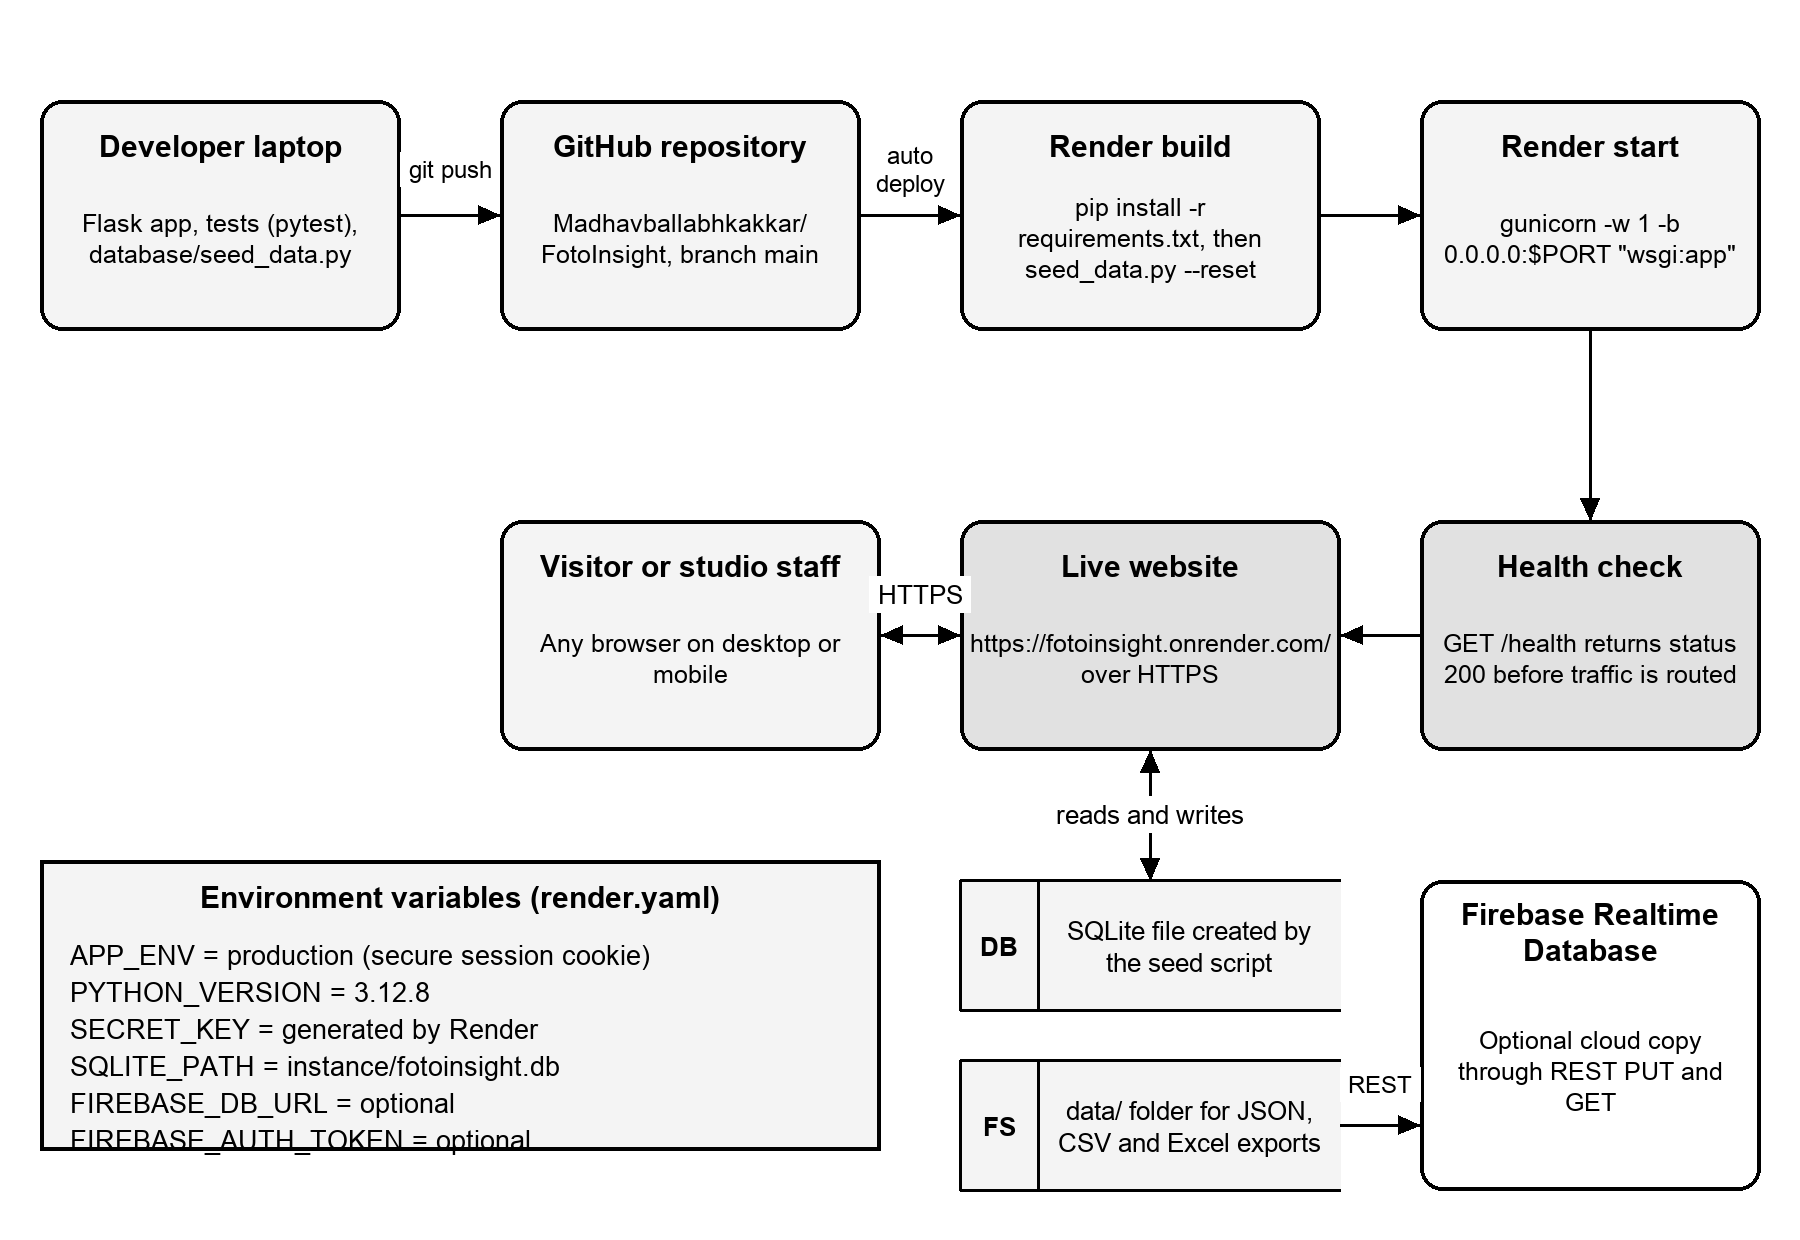 Developer laptop
Flask app, tests (pytest),
database/seed_data.py
git push
GitHub repository
Madhavballabhkakkar/
FotoInsight, branch main
auto
deploy
Render build
pip install -r
requirements.txt, then
seed_data.py --reset
Render start
gunicorn -w 1 -b
0.0.0.0:$PORT "wsgi:app"
Visitor or studio staff
Any browser on desktop or
mobile
HTTPS
Live website
https://fotoinsight.onrender.com/
over HTTPS
Health check
GET /health returns status
200 before traffic is routed
reads and writes
Environment variables (render.yaml)
APP_ENV = production (secure session cookie)
PYTHON_VERSION = 3.12.8
SECRET_KEY = generated by Render
SQLITE_PATH = instance/fotoinsight.db
FIREBASE_DB_URL = optional
FIREBASE_AUTH_TOKEN = optional
DB
SQLite file created by
the seed script
FS
data/ folder for JSON,
CSV and Excel exports
REST
Firebase Realtime
Database
Optional cloud copy
through REST PUT and
GET